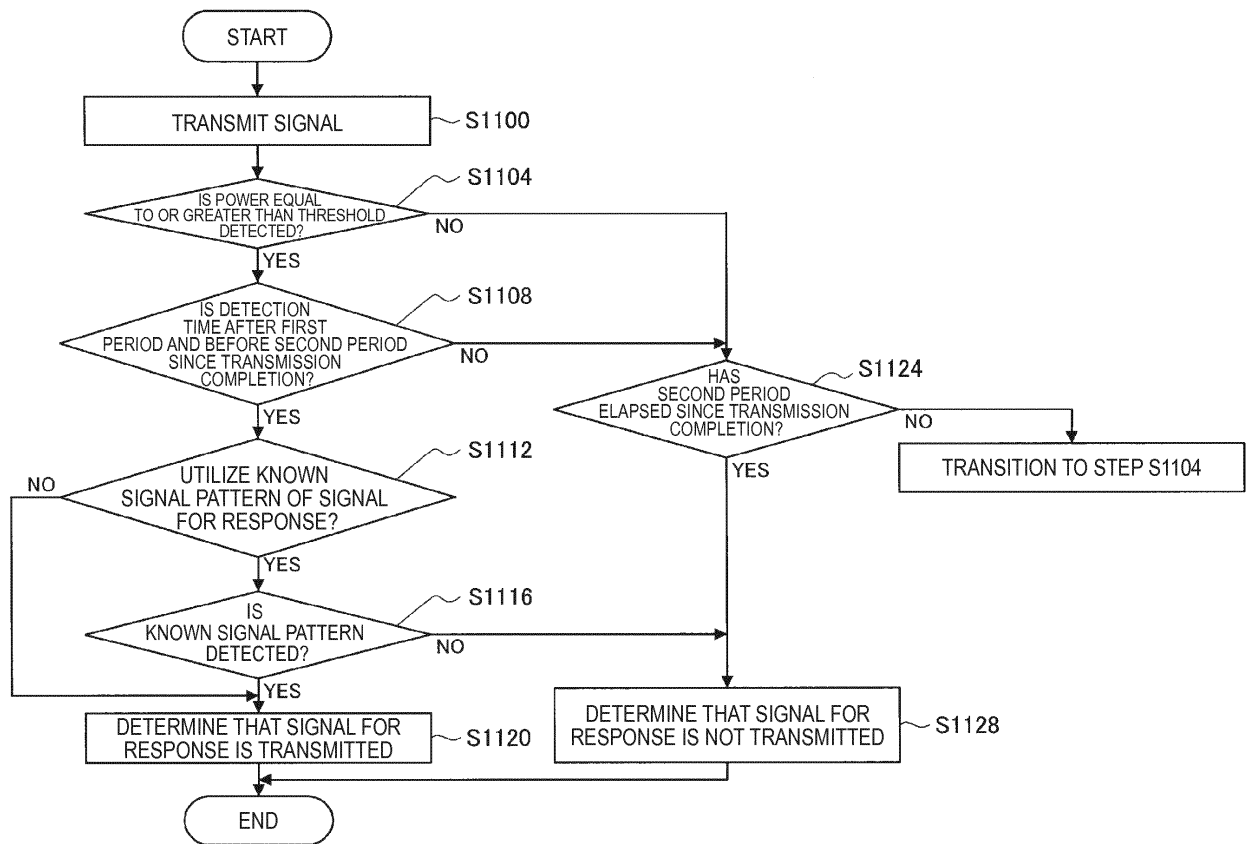 START
TRANSMIT SIGNAL
S1100
IS POWER EQUAL
TO OR GREATER THAN THRESHOLD
DETECTED?
S1104
NO
YES
IS DETECTION
TIME AFTER FIRST
PERIOD AND BEFORE SECOND PERIOD
SINCE TRANSMISSION
COMPLETION?
S1108
NO
YES
HAS
SECOND PERIOD
ELAPSED SINCE TRANSMISSION
COMPLETION?
S1124
NO
YES
TRANSITION TO STEP S1104
UTILIZE KNOWN
SIGNAL PATTERN OF SIGNAL
FOR RESPONSE?
S1112
NO
YES
IS
KNOWN SIGNAL PATTERN
DETECTED?
S1116
NO
YES
DETERMINE THAT SIGNAL FOR
RESPONSE IS TRANSMITTED
S1120
DETERMINE THAT SIGNAL FOR
RESPONSE IS NOT TRANSMITTED
S1128
END